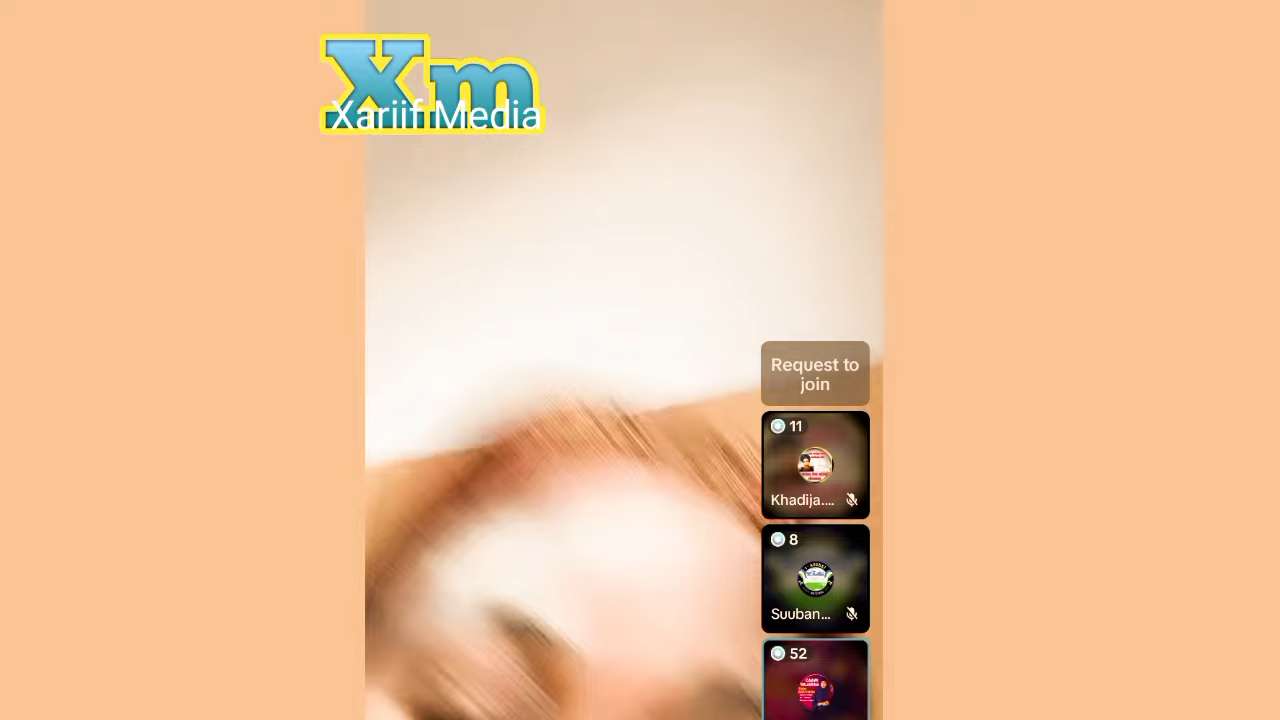 Xm
Xariif Media
Request to
join
11
Khadija....
8
Suuban...
52